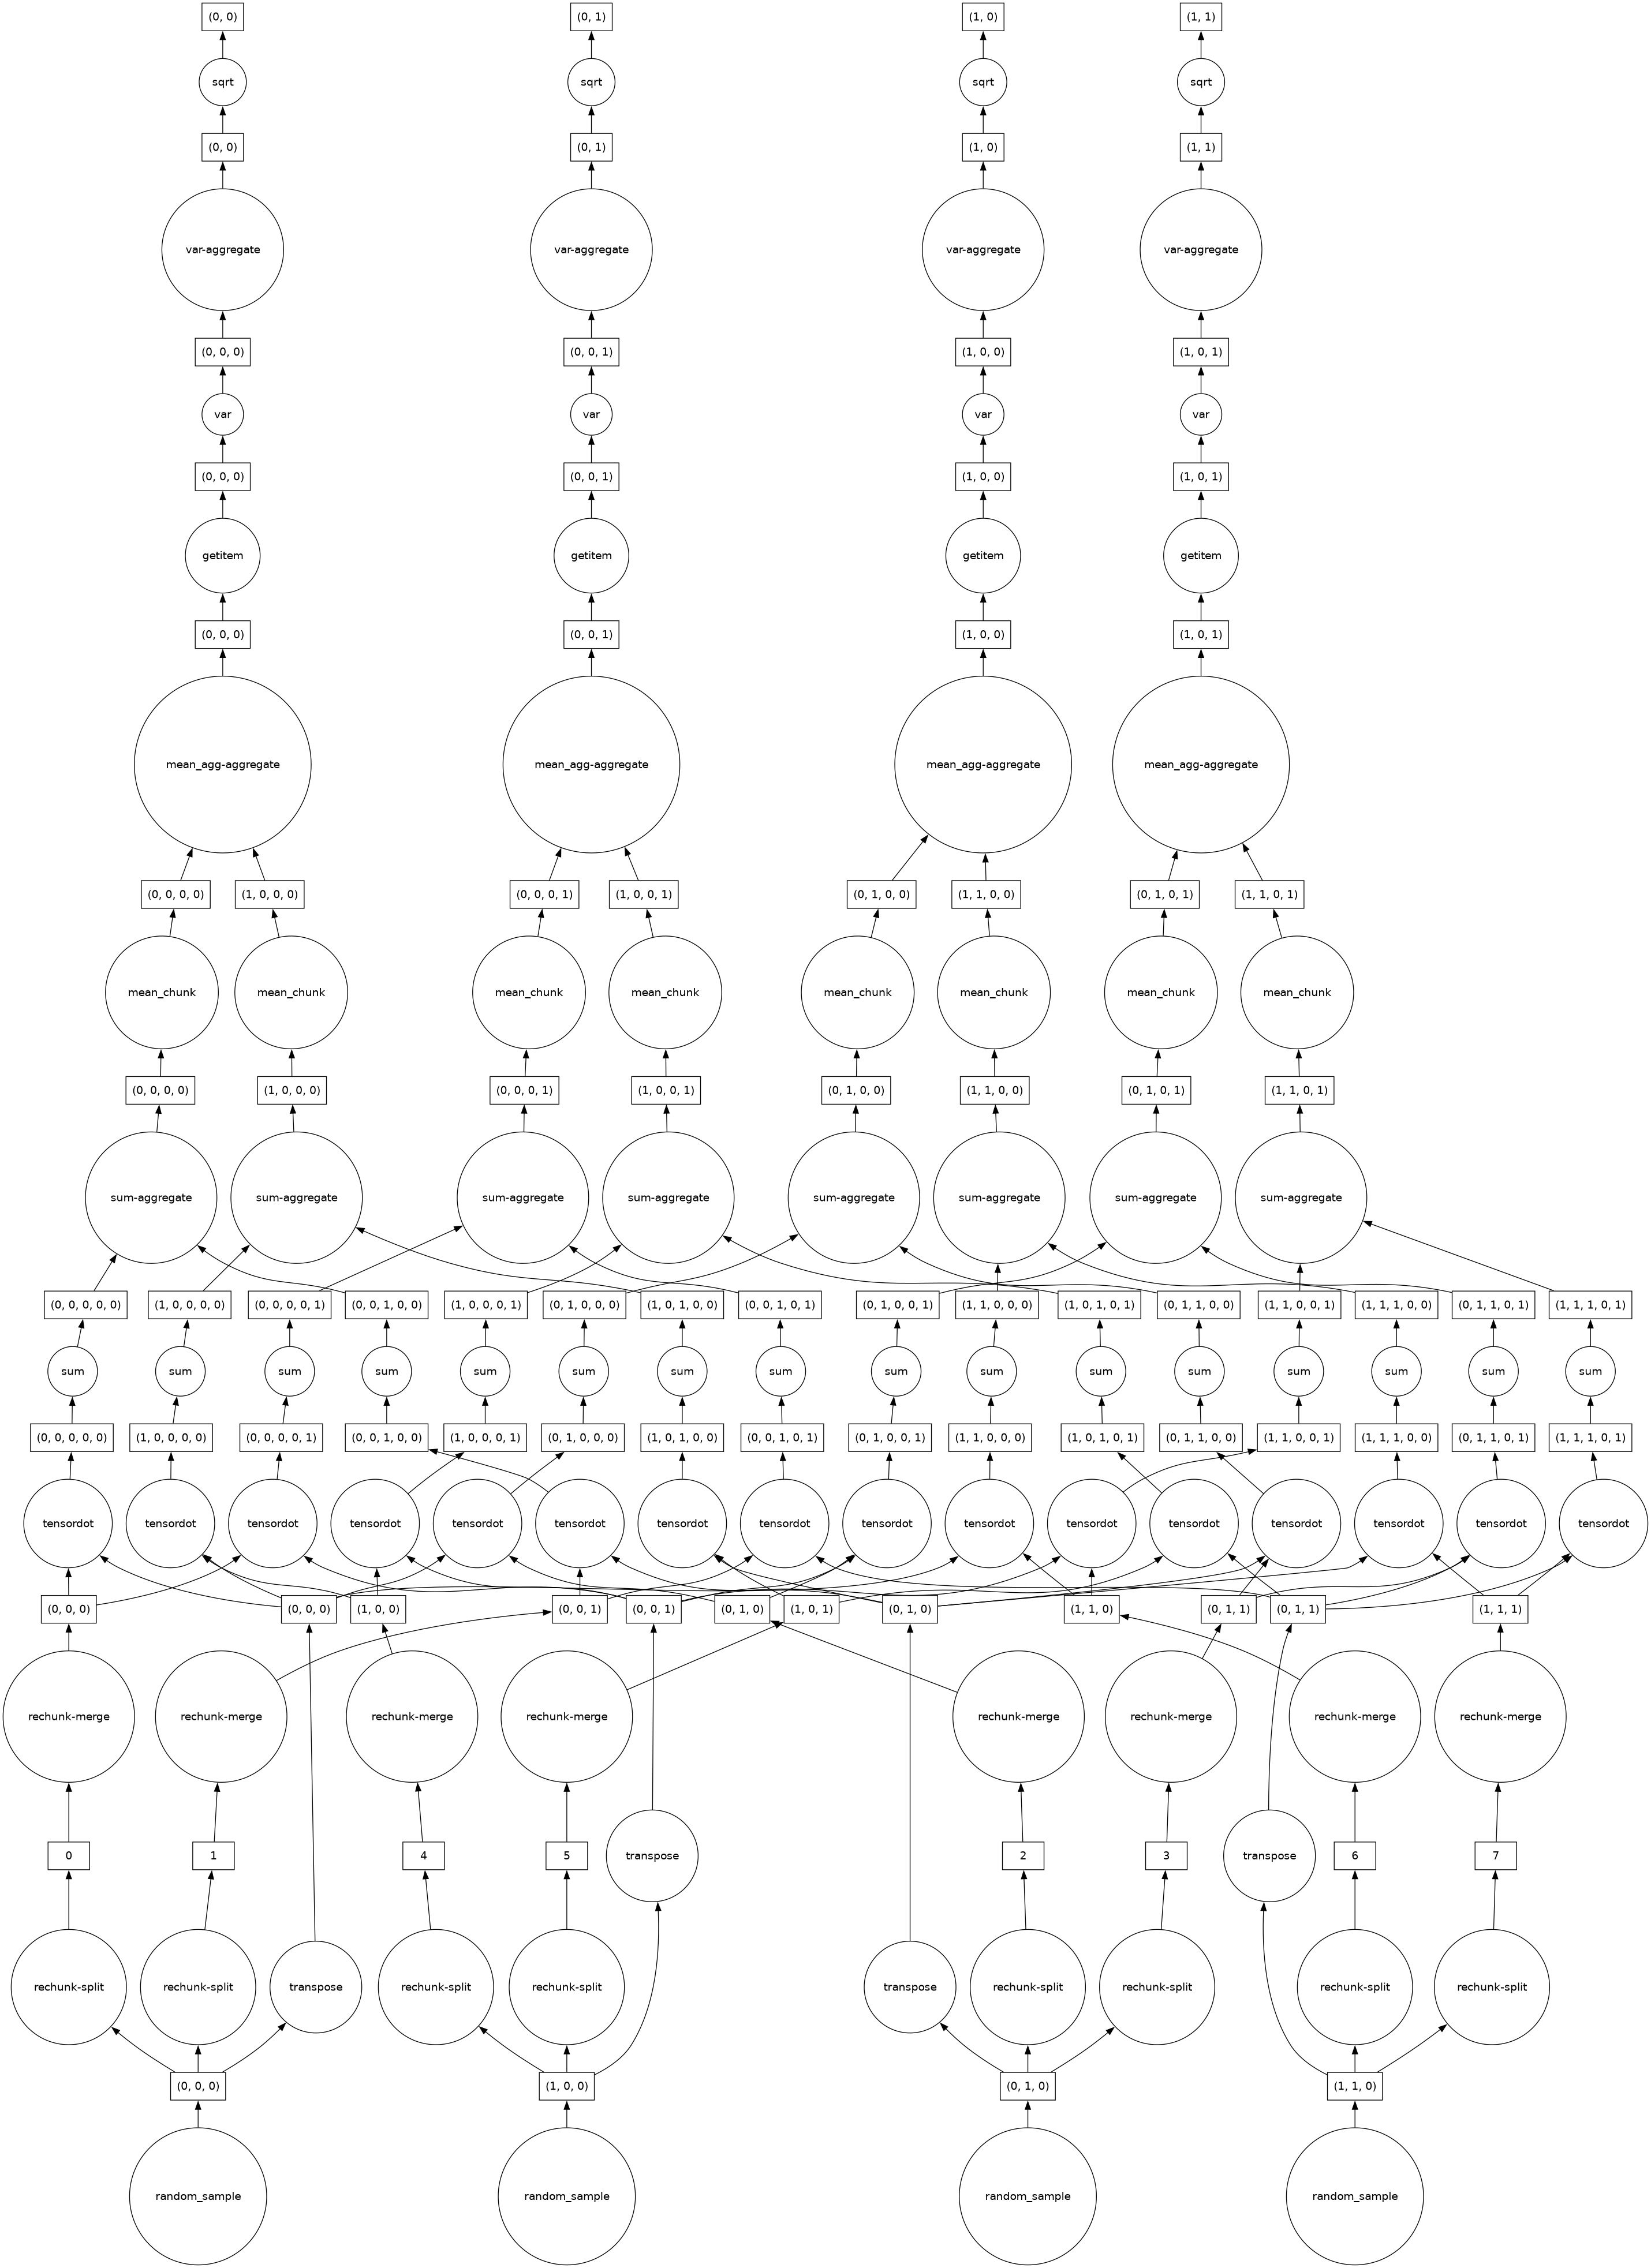 (0, 0) (0, 1) (1, 0) (1, 1)
sqrt sqrt sqrt sqrt
(0, 0) (0, 1) (1, 0) (1, 1)
var-aggregate var-aggregate var-aggregate var-aggregate
(0, 0, 0) (0, 0, 1) (1, 0, 0) (1, 0, 1)
var var var var
(0, 0, 0) (0, 0, 1) (1, 0, 0) (1, 0, 1)
getitem getitem getitem getitem
(0, 0, 0) (0, 0, 1) (1, 0, 0) (1, 0, 1)
mean_agg-aggregate mean_agg-aggregate mean_agg-aggregate mean_agg-aggregate
(0, 0, 0, 0) (1, 0, 0, 0) (0, 0, 0, 1) (1, 0, 0, 1) (0, 1, 0, 0) (1, 1, 0, 0) (0, 1, 0, 1) (1, 1, 0, 1)
mean_chunk mean_chunk mean_chunk mean_chunk mean_chunk mean_chunk mean_chunk mean_chunk
(0, 0, 0, 0) (1, 0, 0, 0) (0, 0, 0, 1) (1, 0, 0, 1) (0, 1, 0, 0) (1, 1, 0, 0) (0, 1, 0, 1) (1, 1, 0, 1)
sum-aggregate sum-aggregate sum-aggregate sum-aggregate sum-aggregate sum-aggregate sum-aggregate sum-aggregate
(0, 0, 0, 0, 0) (1, 0, 0, 0, 0) (0, 0, 0, 0, 1) (0, 0, 1, 0, 0) (1, 0, 0, 0, 1) (0, 1, 0, 0, 0) (1, 0, 1, 0, 0) (0, 0, 1, 0, 1) (0, 1, 0, 0, 1) (1, 1, 0, 0, 0) (1, 0, 1, 0, 1) (0, 1, 1, 0, 0) (1, 1, 0, 0, 1) (1, 1, 1, 0, 0) (0, 1, 1, 0, 1) (1, 1, 1, 0, 1)
sum sum sum sum sum sum sum sum sum sum sum sum sum sum sum sum
(0, 0, 0, 0, 0) (1, 0, 0, 0, 0) (0, 0, 0, 0, 1) (0, 0, 1, 0, 0) (1, 0, 0, 0, 1) (0, 1, 0, 0, 0) (1, 0, 1, 0, 0) (0, 0, 1, 0, 1) (0, 1, 0, 0, 1) (1, 1, 0, 0, 0) (1, 0, 1, 0, 1) (0, 1, 1, 0, 0) (1, 1, 0, 0, 1) (1, 1, 1, 0, 0) (0, 1, 1, 0, 1) (1, 1, 1, 0, 1)
tensordot tensordot tensordot tensordot tensordot tensordot tensordot tensordot tensordot tensordot tensordot tensordot tensordot tensordot tensordot tensordot
(0, 0, 0) (0, 0, 0) (1, 0, 0) (0, 0, 1) (0, 0, 1) (0, 1, 0) (1, 0, 1) (0, 1, 0) (1, 1, 0) (0, 1, 1) (0, 1, 1) (1, 1, 1)
rechunk-merge rechunk-merge rechunk-merge rechunk-merge rechunk-merge rechunk-merge rechunk-merge rechunk-merge
0 1 4 5 transpose 2 3 transpose 6 7
rechunk-split rechunk-split transpose rechunk-split rechunk-split transpose rechunk-split rechunk-split rechunk-split rechunk-split
(0, 0, 0) (1, 0, 0) (0, 1, 0) (1, 1, 0)
random_sample random_sample random_sample random_sample